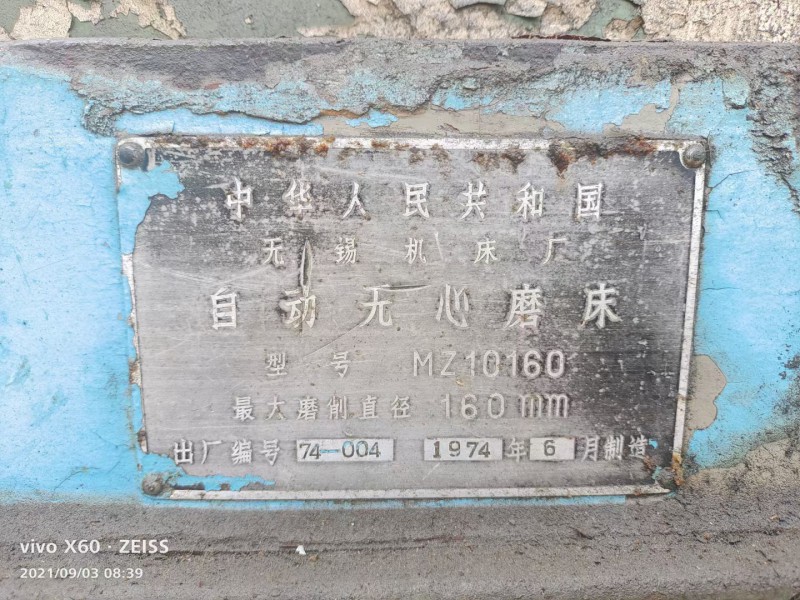 中华人民共和国
无锡机床厂
自动无心磨床
型号 MZ10160
最大磨削直径 160mm
出厂编号 74-004 1974年6月制造
vivo X60 · ZEISS
2021/09/03 08:39